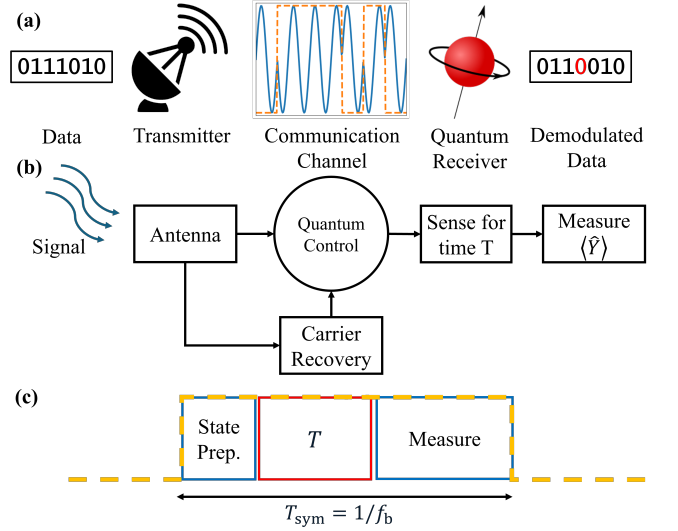 (a)
0111010
0110010
Data
Transmitter
Communication
Channel
Quantum
Receiver
Demodulated
Data
(b)
Signal
Antenna
Quantum
Control
Sense for
time T
Measure
⟨Ŷ⟩
Carrier
Recovery
(c)
State
Prep.
T
Measure
T_sym = 1/f_b